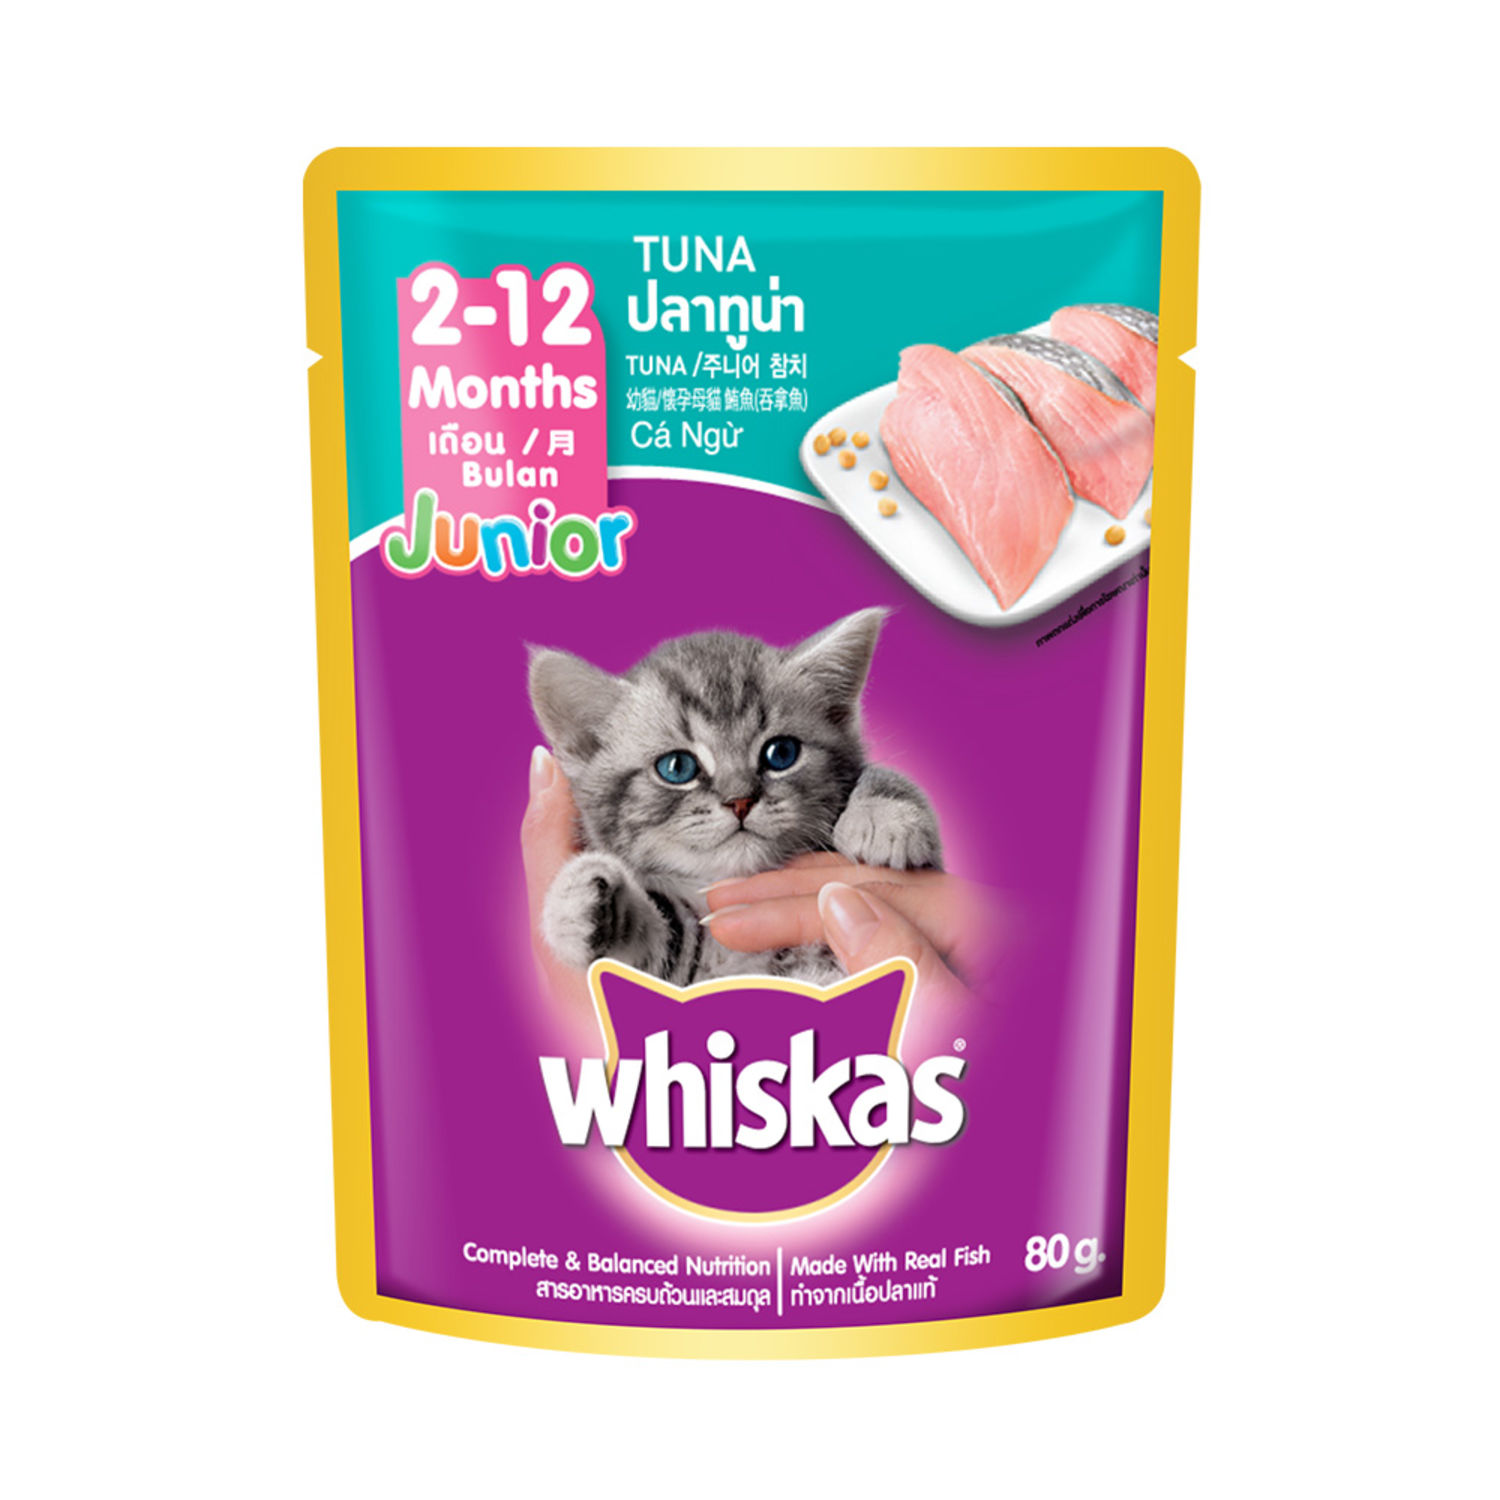 2-12
Months
เดือน / 月
Bulan
Junior
TUNA
ปลาทูน่า
TUNA /주니어 참치
幼貓/懷孕母貓 鮪魚(吞拿魚)
Cá Ngừ
whiskas®
Complete & Balanced Nutrition
สารอาหารครบถ้วนและสมดุล
Made With Real Fish
ทำจากเนื้อปลาแท้
80 g.